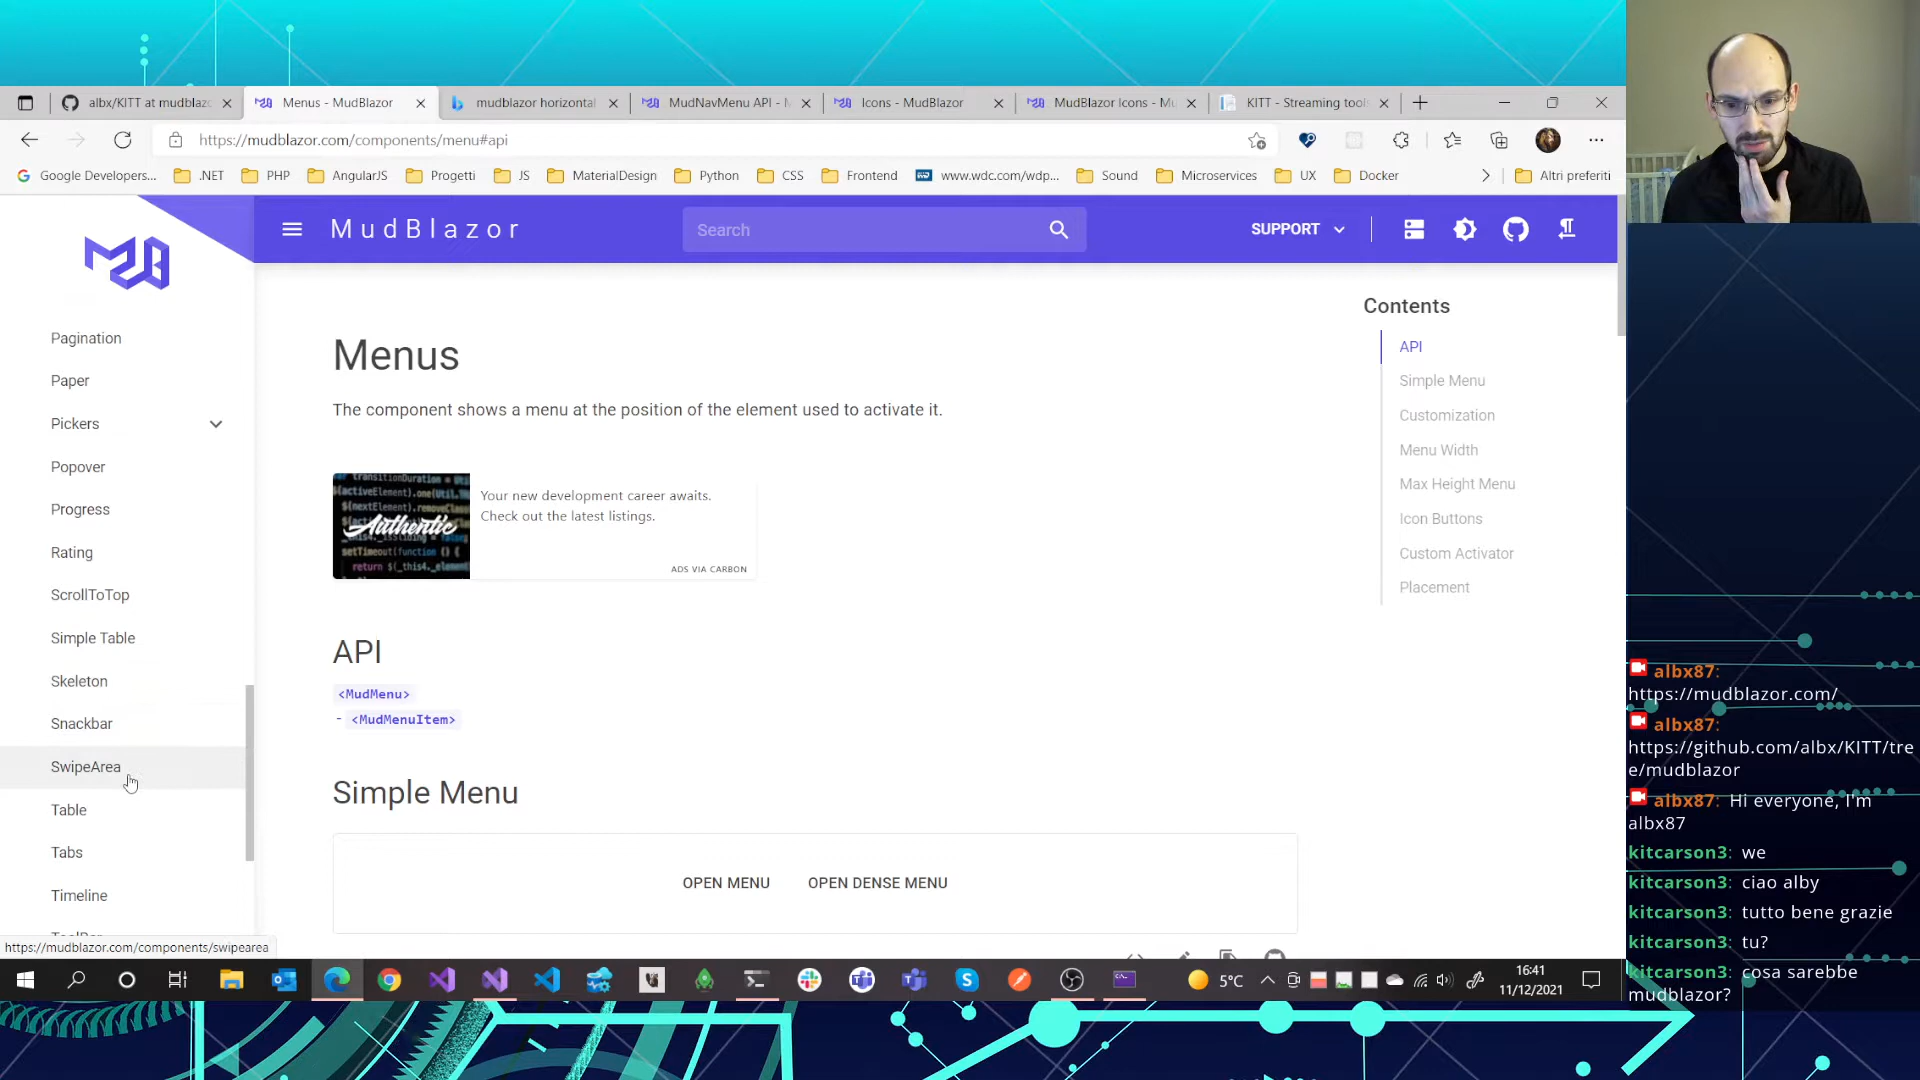 albx/KITT at mudblaz
Menus - MudBlazor
mudblazor horizontal
MudNavMenu API -
Icons - MudBlazor
MudBlazor Icons - Mu
KITT - Streaming tools
https://mudblazor.com/components/menu#api
Google Developers...
.NET
PHP
AngularJS
Progetti
JS
MaterialDesign
Python
CSS
Frontend
www.wdc.com/wdp...
Sound
Microservices
UX
Docker
Altri preferiti
MudBlazor
Search
SUPPORT
Pagination
Paper
Pickers
Popover
Progress
Rating
ScrollToTop
Simple Table
Skeleton
Snackbar
SwipeArea
Table
Tabs
Timeline
https://mudblazor.com/components/swipearea
Menus
The component shows a menu at the position of the element used to activate it.
Authentic
Your new development career awaits.
Check out the latest listings.
ADS VIA CARBON
API
<MudMenu>
- <MudMenuItem>
Simple Menu
OPEN MENU
OPEN DENSE MENU
Contents
API
Simple Menu
Customization
Menu Width
Max Height Menu
Icon Buttons
Custom Activator
Placement
5°C
16:41
11/12/2021
albx87:
https://mudblazor.com/
albx87:
https://github.com/albx/KITT/tre
e/mudblazor
albx87: Hi everyone, I'm
albx87
kitcarson3: we
kitcarson3: ciao alby
kitcarson3: tutto bene grazie
kitcarson3: tu?
kitcarson3: cosa sarebbe
mudblazor?